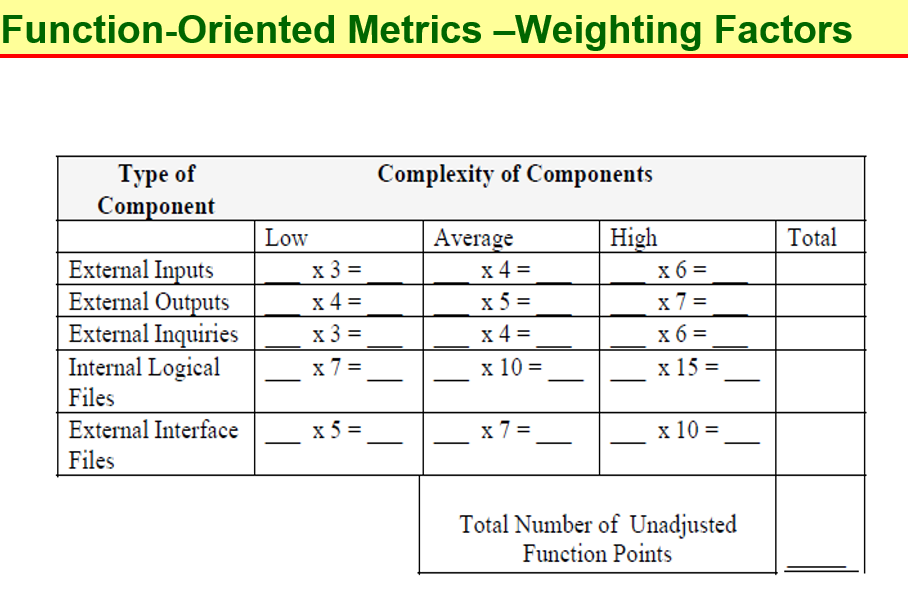 Function-Oriented Metrics –Weighting Factors
Type of Component Complexity of Components
Low Average High Total
External Inputs ___ x 3 = ___ ___ x 4 = ___ ___ x 6 = ___
External Outputs ___ x 4 = ___ ___ x 5 = ___ ___ x 7 = ___
External Inquiries ___ x 3 = ___ ___ x 4 = ___ ___ x 6 = ___
Internal Logical Files ___ x 7 = ___ ___ x 10 = ___ ___ x 15 = ___
External Interface Files ___ x 5 = ___ ___ x 7 = ___ ___ x 10 = ___
Total Number of Unadjusted
Function Points